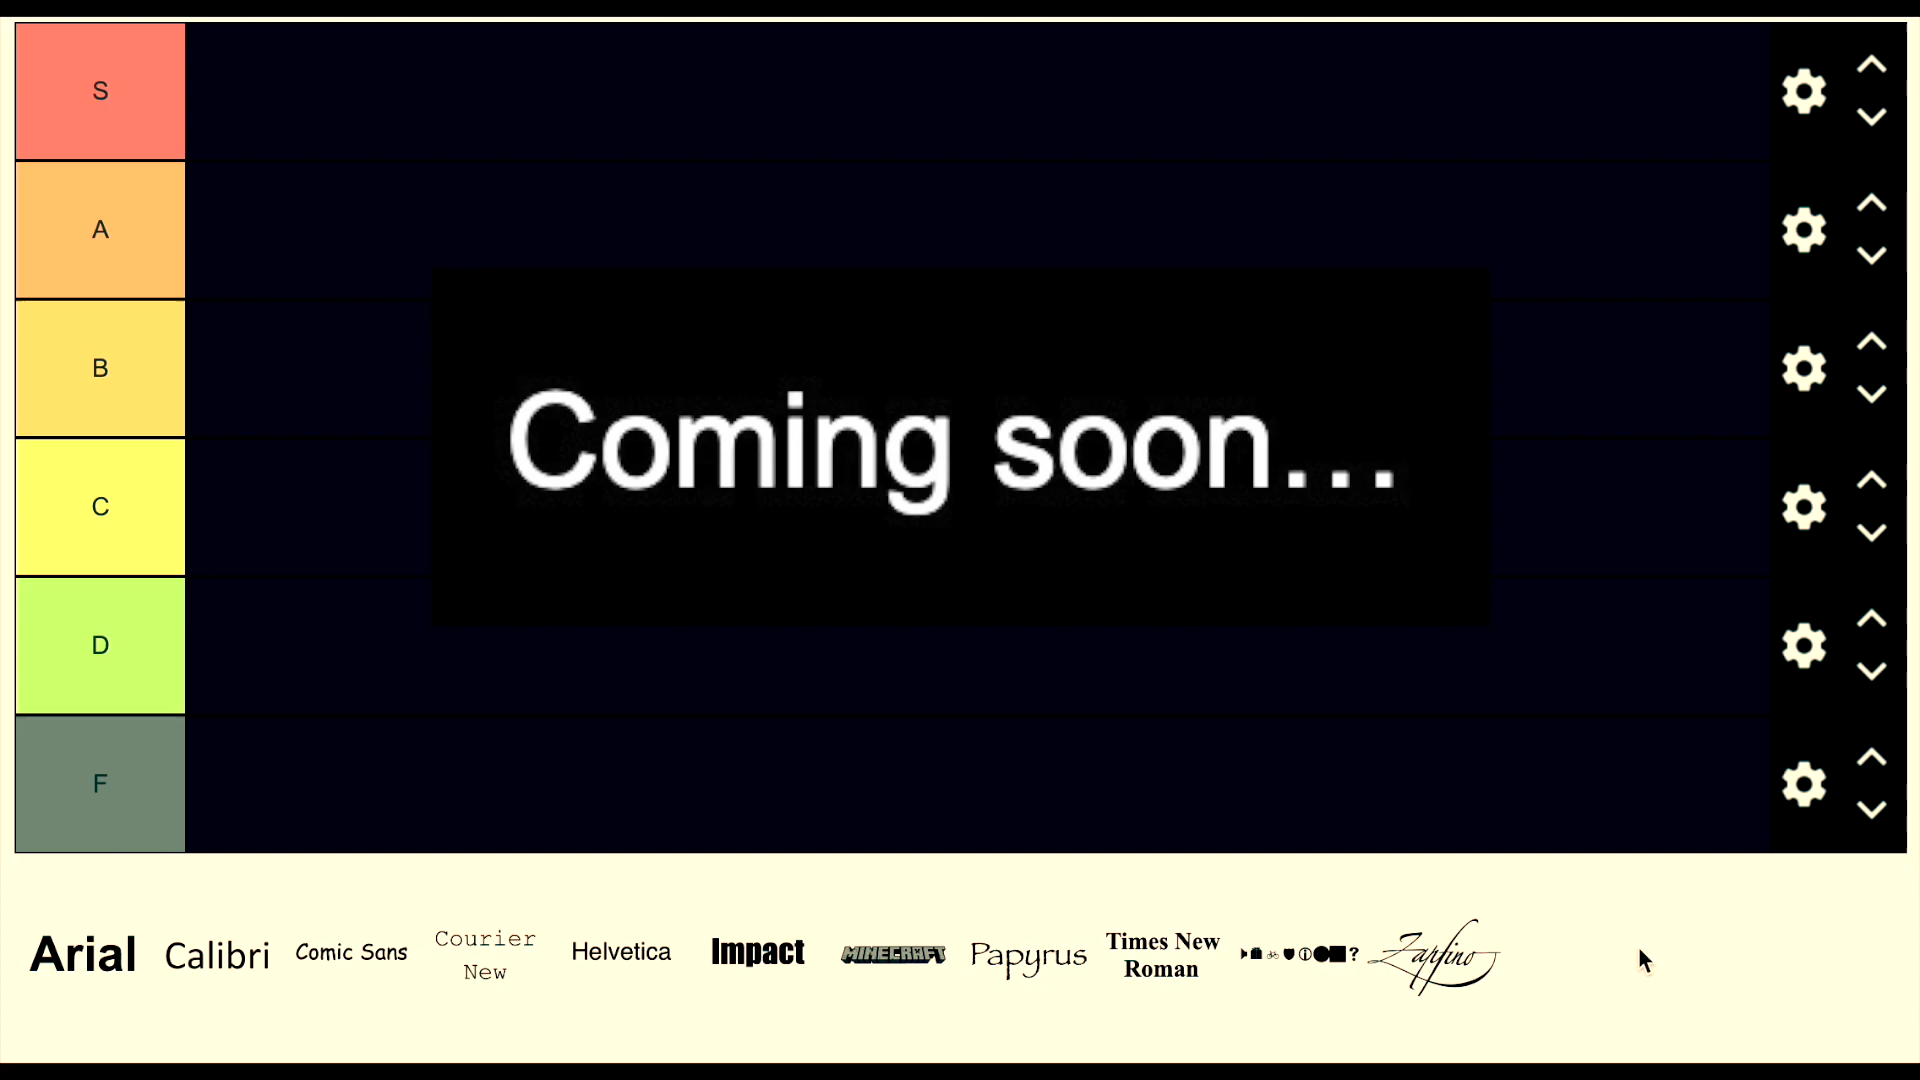 S
A
B
Coming soon...
C
D
F
Arial
Calibri
Comic Sans
Courier
New
Helvetica
Impact
MINECRAFT
Papyrus
Times New
Roman
?
Zapfino